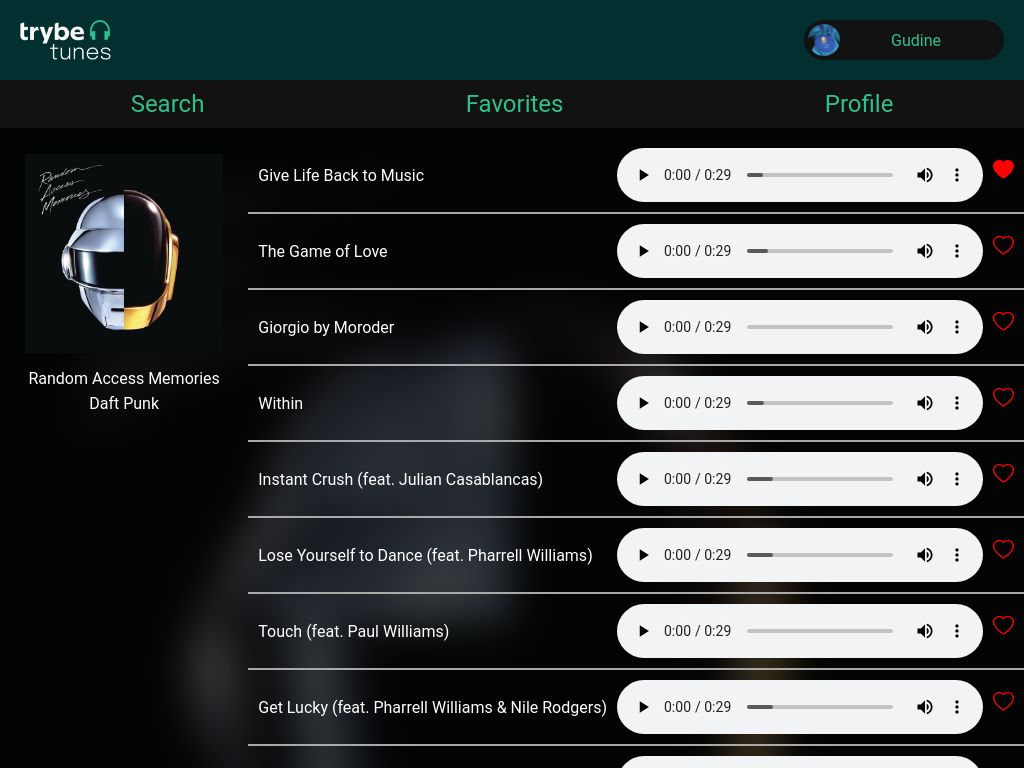 trybe
tunes
Gudine
Search
Favorites
Profile
Random Access Memories
Random Access Memories
Daft Punk
Give Life Back to Music
0:00 / 0:29
The Game of Love
0:00 / 0:29
Giorgio by Moroder
0:00 / 0:29
Within
0:00 / 0:29
Instant Crush (feat. Julian Casablancas)
0:00 / 0:29
Lose Yourself to Dance (feat. Pharrell Williams)
0:00 / 0:29
Touch (feat. Paul Williams)
0:00 / 0:29
Get Lucky (feat. Pharrell Williams & Nile Rodgers)
0:00 / 0:29